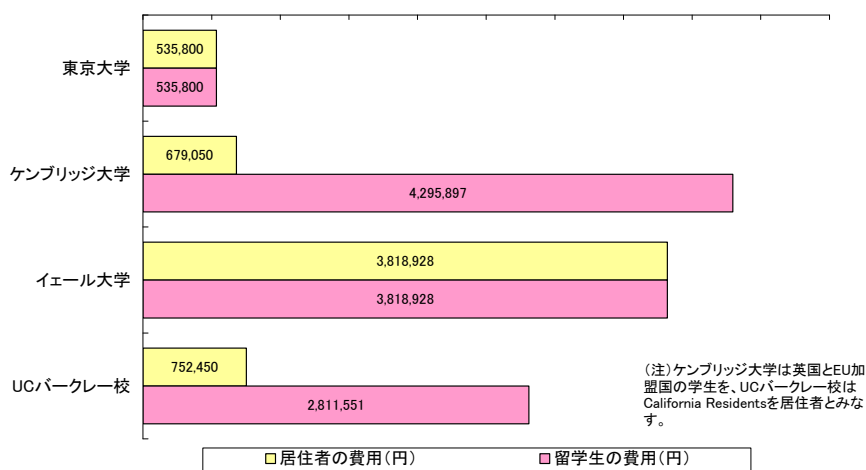 東京大学
535,800
535,800
ケンブリッジ大学
679,050
4,295,897
イェール大学
3,818,928
3,818,928
UCバークレー校
752,450
2,811,551
(注)ケンブリッジ大学は英国とEU加
盟国の学生を、UCバークレー校は
California Residentsを居住者とみな
す。
居住者の費用(円)
留学生の費用(円)